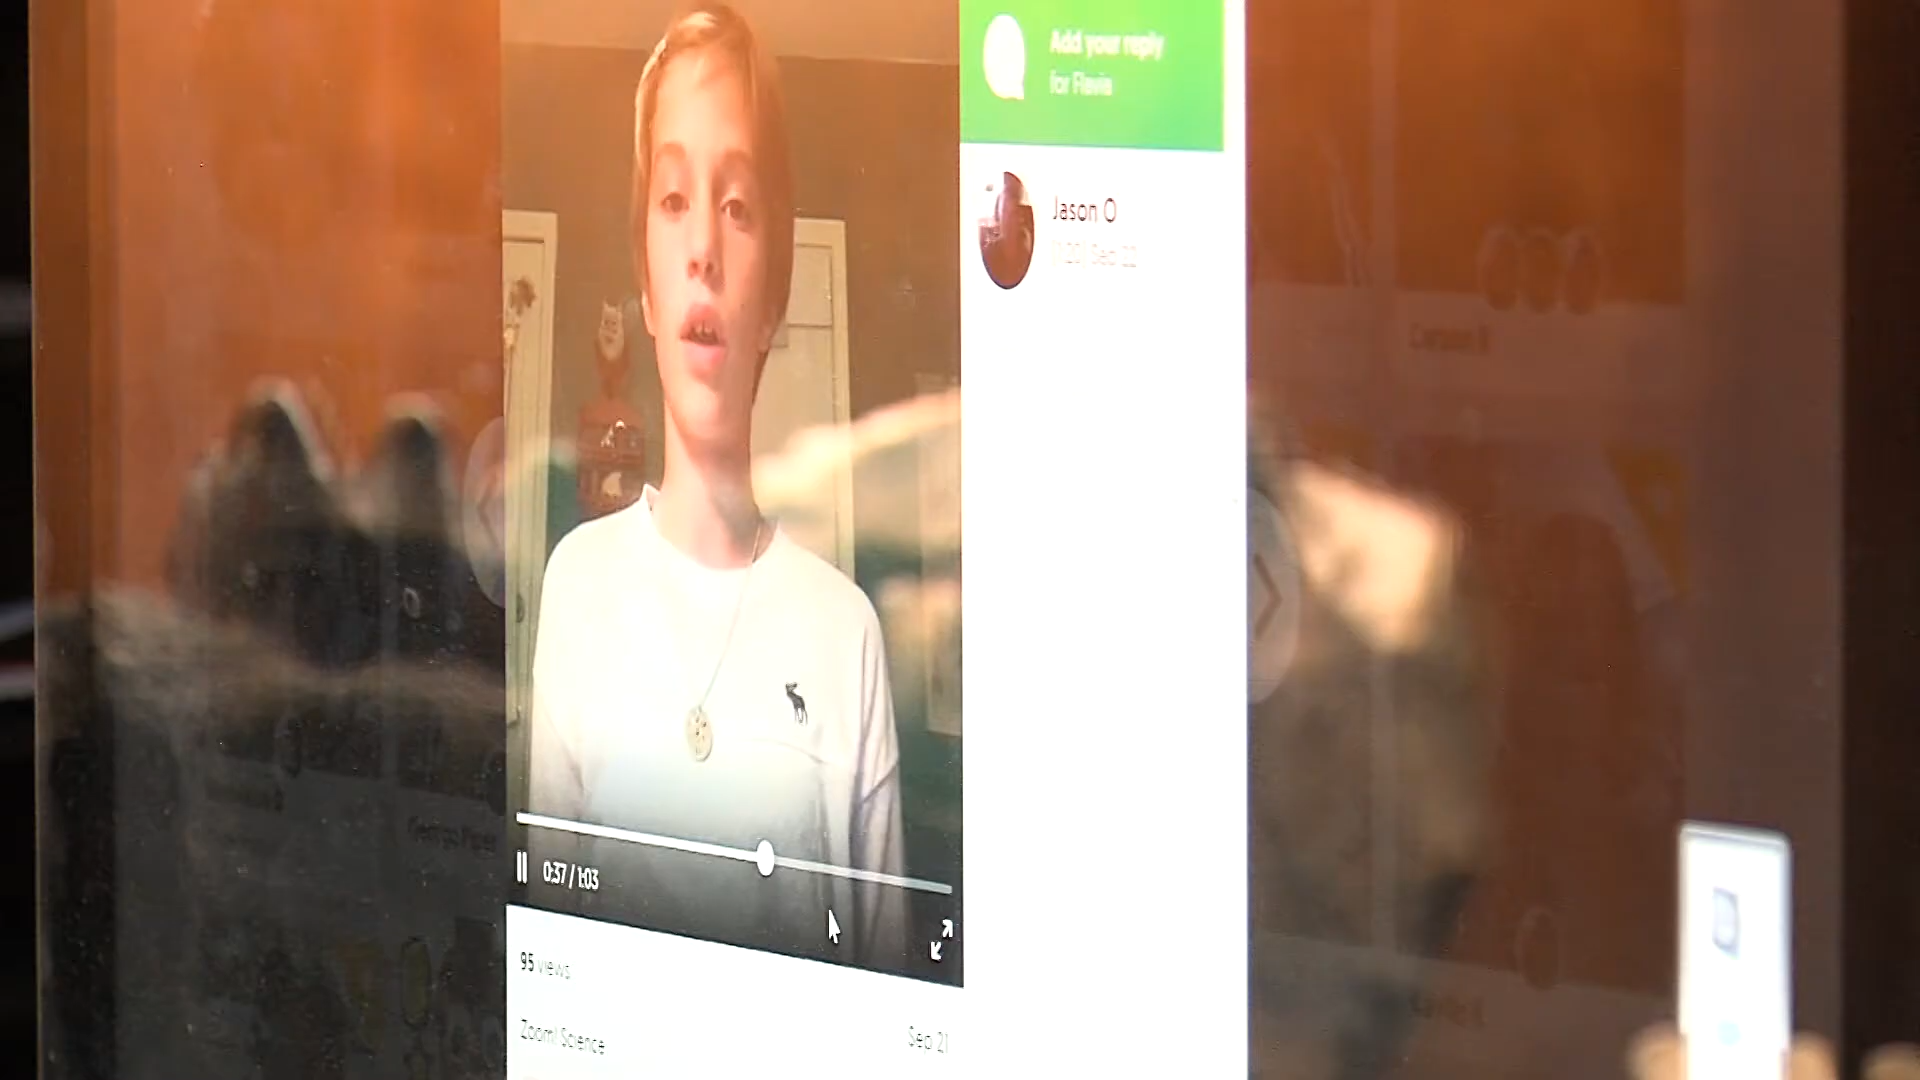 Add your reply
for Flavia
Jason O
0:37 / 1:03
95 views
Zoom! Science
Sep 21